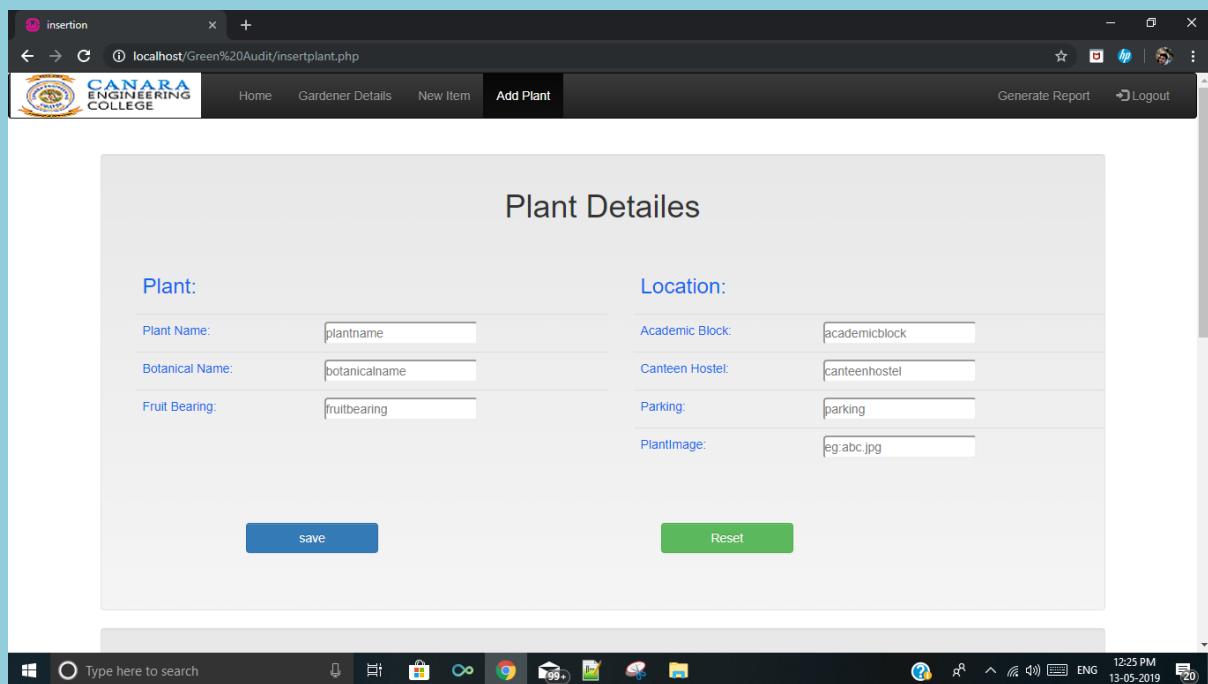 insertion
localhost/Green%20Audit/insertplant.php
CANARA
ENGINEERING
COLLEGE
Home Gardener Details New Item Add Plant Generate Report Logout
Plant Detailes
Plant:
Plant Name: plantname
Botanical Name: botanicalname
Fruit Bearing: fruitbearing
Location:
Academic Block: academicblock
Canteen Hostel: canteenhostel
Parking: parking
PlantImage: eg:abc.jpg
save Reset
Type here to search
99+
ENG
12:25 PM
13-05-2019
20